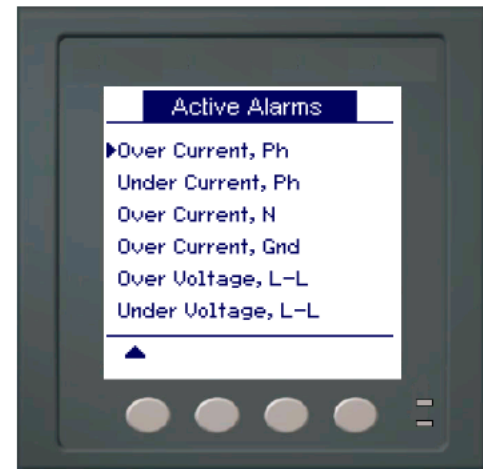 Active Alarms
Over Current, Ph
Under Current, Ph
Over Current, N
Over Current, Gnd
Over Voltage, L-L
Under Voltage, L-L